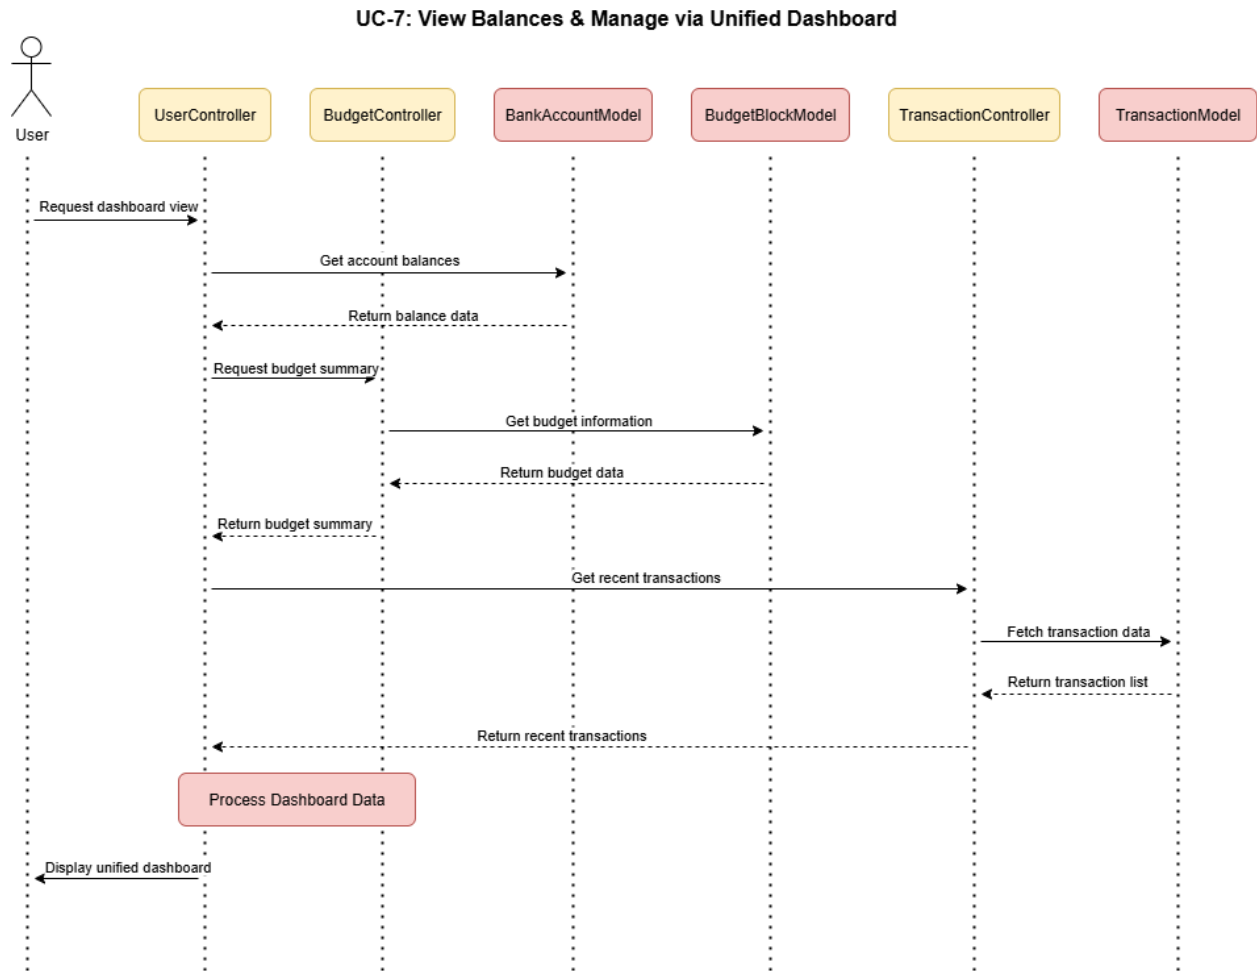 UC-7: View Balances & Manage via Unified Dashboard
User
UserController
BudgetController
BankAccountModel
BudgetBlockModel
TransactionController
TransactionModel
Request dashboard view
Get account balances
Return balance data
Request budget summary
Get budget information
Return budget data
Return budget summary
Get recent transactions
Fetch transaction data
Return transaction list
Return recent transactions
Process Dashboard Data
Display unified dashboard